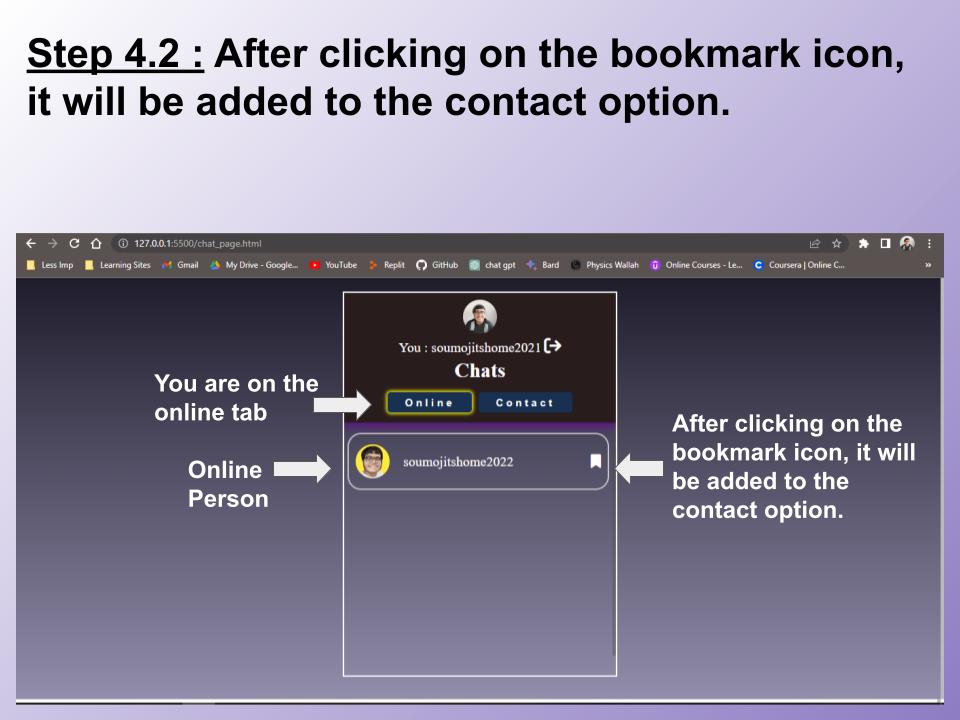 Step 4.2 : After clicking on the bookmark icon,
it will be added to the contact option.
127.0.0.1:5500/chat_page.html
Less Imp Learning Sites Gmail My Drive - Google... YouTube Replit GitHub chat gpt Bard Physics Wallah Online Courses - Le... Coursera | Online C... »
You : soumojitshome2021
Chats
Online Contact
You are on the
online tab
soumojitshome2022
Online
Person
After clicking on the
bookmark icon, it will
be added to the
contact option.